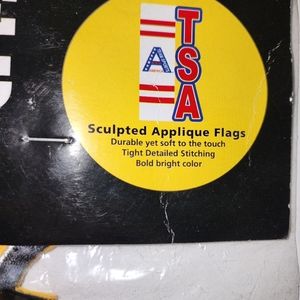 TSA
A
Sculpted Applique Flags
Durable yet soft to the touch
Tight Detailed Stitching
Bold bright color